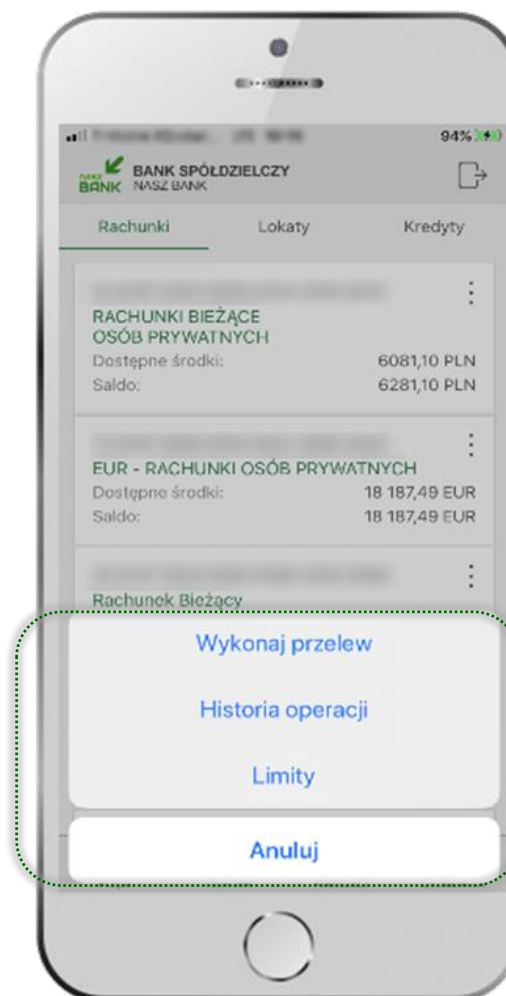 94%
NASZ
BANK
BANK SPÓŁDZIELCZY
NASZ BANK
Rachunki Lokaty Kredyty
RACHUNKI BIEŻĄCE
OSÓB PRYWATNYCH
Dostępne środki: 6081,10 PLN
Saldo: 6281,10 PLN
EUR - RACHUNKI OSÓB PRYWATNYCH
Dostępne środki: 18 187,49 EUR
Saldo: 18 187,49 EUR
Rachunek Bieżący
Wykonaj przelew
Historia operacji
Limity
Anuluj